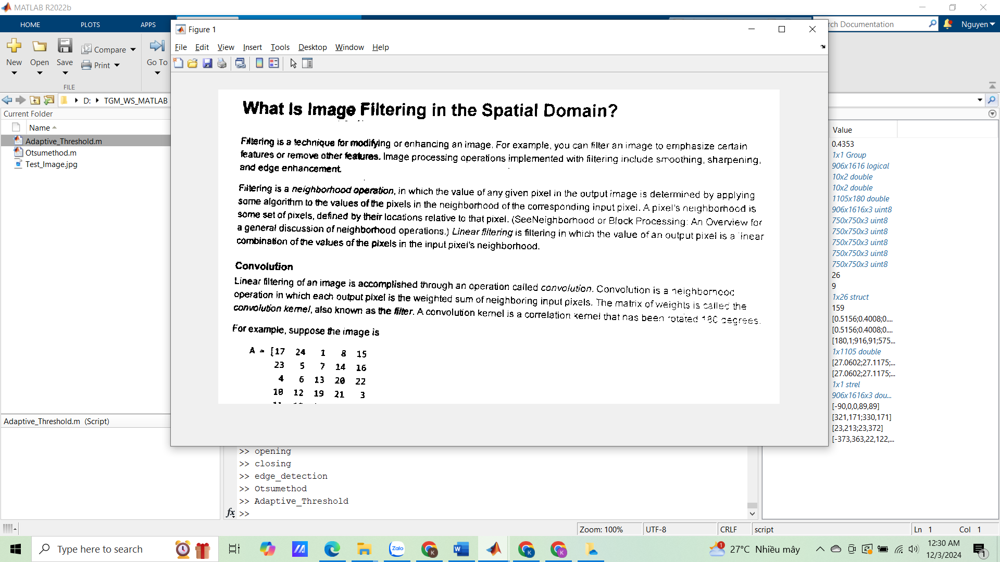 MATLAB R2022b
HOME PLOTS APPS
rch Documentation
Nguyen
New Open Save Compare Print Go To
FILE
D: TGM_WS_MATLAB
Current Folder
Name
Adaptive_Threshold.m
Otsumethod.m
Test_Image.jpg
Adaptive_Threshold.m (Script)
Figure 1
File Edit View Insert Tools Desktop Window Help
What Is Image Filtering in the Spatial Domain?
Filtering is a technique for modifying or enhancing an image. For example, you can filter an image to emphasize certain
features or remove other features. Image processing operations implemented with filtering include smoothing, sharpening,
and edge enhancement.
Filtering is a neighborhood operation, in which the value of any given pixel in the output image is determined by applying
some algorithm to the values of the pixels in the neighborhood of the corresponding input pixel. A pixel's neighborhood is
some set of pixels, defined by their locations relative to that pixel. (SeeNeighborhood or Block Processing: An Overview for
a general discussion of neighborhood operations.) Linear filtering is filtering in which the value of an output pixel is a linear
combination of the values of the pixels in the input pixel's neighborhood.
Convolution
Linear filtering of an image is accomplished through an operation called convolution. Convolution is a neighborhood
operation in which each output pixel is the weighted sum of neighboring input pixels. The matrix of weights is called the
convolution kernel, also known as the filter. A convolution kernel is a correlation kernel that has been rotated 180 degrees.
For example, suppose the image is
A = [17 24 1 8 15
23 5 7 14 16
4 6 13 20 22
10 12 19 21 3
>> opening
>> closing
>> edge_detection
>> Otsumethod
>> Adaptive_Threshold
fx >>
Value
0.4353
1x1 Group
906x1616 logical
10x2 double
10x2 double
1105x180 double
906x1616x3 uint8
750x750x3 uint8
750x750x3 uint8
750x750x3 uint8
750x750x3 uint8
750x750x3 uint8
26
9
1x26 struct
159
[0.5156;0.4008;0....
[0.5156;0.4008;0....
[180,1;916,91;575...
1x1105 double
[27.0602;27.1175;...
[27.0602;27.1175;...
1x1 strel
906x1616x3 dou...
[-90,0,0,89,89]
[321,171;330,171]
[23,213;23,372]
[-373,363,22,122,...
Zoom: 100% UTF-8 CRLF script Ln 1 Col 1
Type here to search
Zalo
27°C Nhiều mây
12:30 AM
12/3/2024